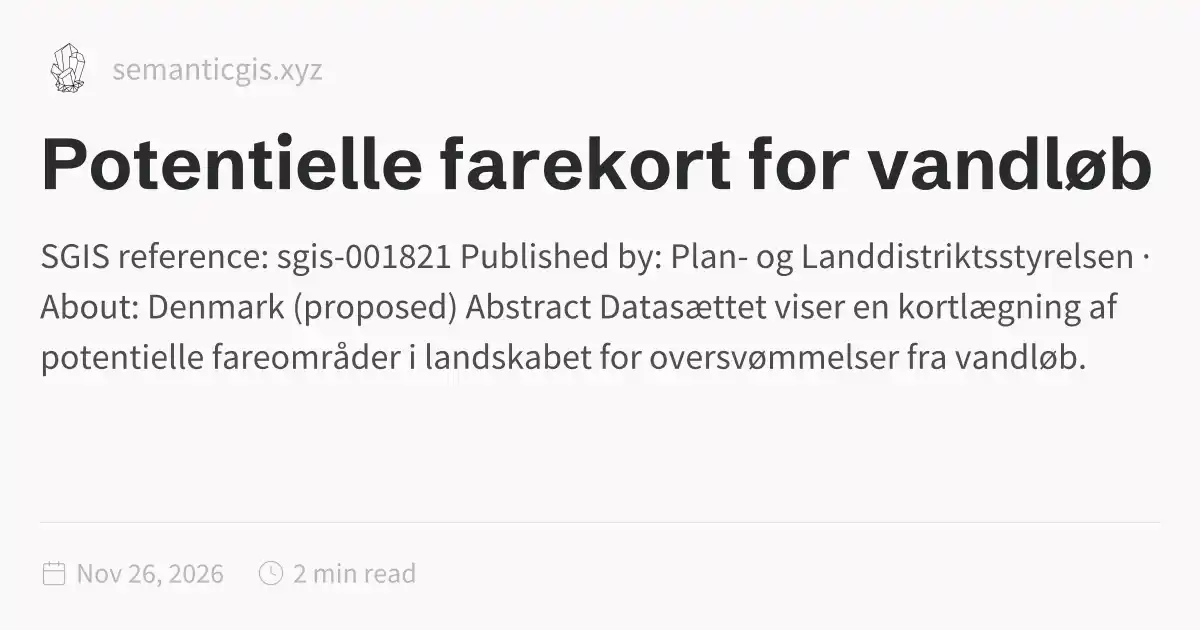 semanticgis.xyz
Potentielle farekort for vandløb
SGIS reference: sgis-001821 Published by: Plan- og Landdistriktsstyrelsen ·
About: Denmark (proposed) Abstract Datasættet viser en kortlægning af
potentielle fareområder i landskabet for oversvømmelser fra vandløb.
Nov 26, 2026 2 min read